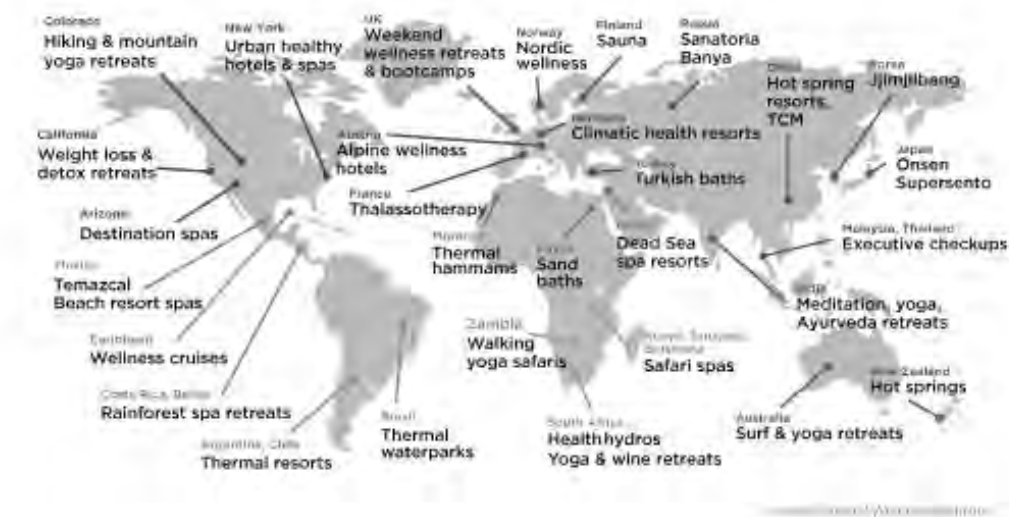 Colorado
Hiking & mountain
yoga retreats
New York
Urban healthy
hotels & spas
UK
Weekend
wellness retreats
& bootcamps
Norway
Nordic
wellness
Finland
Sauna
Russia
Sanatoria
Banya
China
Hot spring
resorts,
TCM
Korea
Jjimjilbang
California
Weight loss &
detox retreats
Austria
Alpine wellness
hotels
Germany
Climatic health resorts
Japan
Onsen
Supersento
Turkey
Turkish baths
France
Thalassotherapy
Arizona
Destination spas
Morocco
Thermal
hammams
Sand
baths
Dead Sea
spa resorts
Malaysia, Thailand
Executive checkups
Mexico
Temazcal
Beach resort spas
India
Meditation, yoga,
Ayurveda retreats
Caribbean
Wellness cruises
Zambia
Walking
yoga safaris
Safari spas
New Zealand
Hot springs
Costa Rica, Belize
Rainforest spa retreats
Australia
Surf & yoga retreats
Brazil
Thermal
waterparks
South Africa
Health hydros
Yoga & wine retreats
Argentina, Chile
Thermal resorts